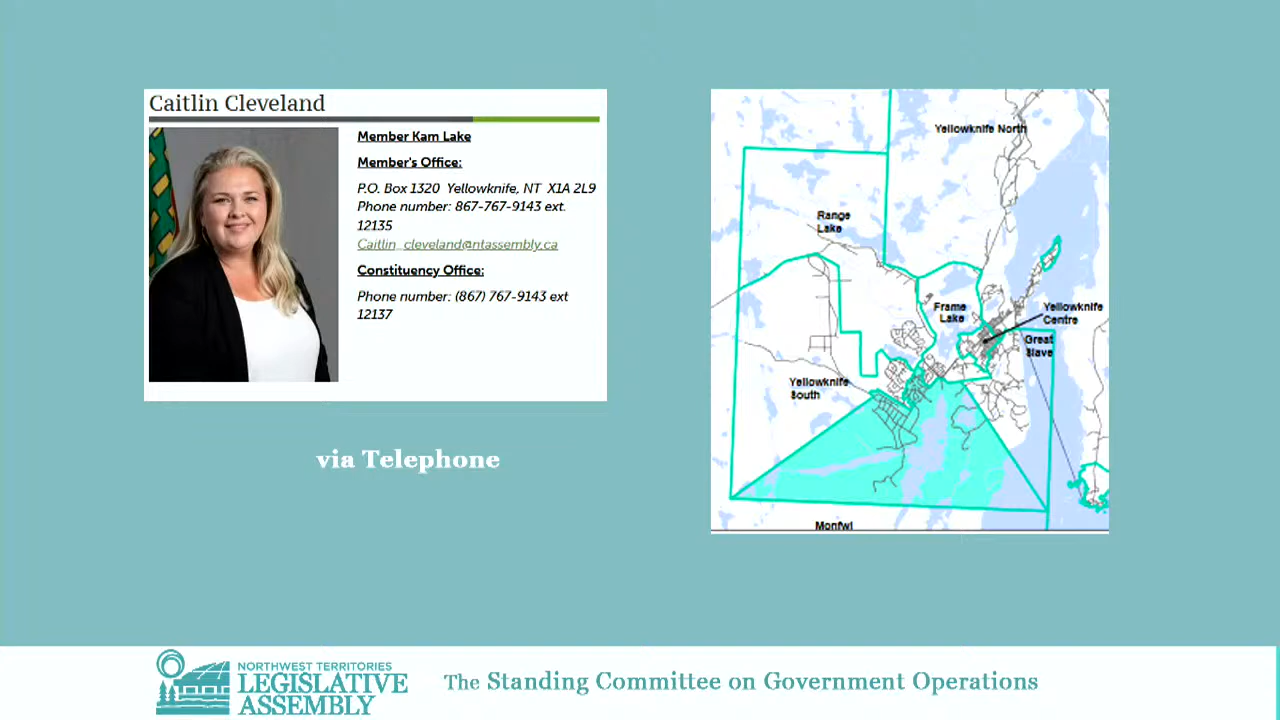 Caitlin Cleveland
Member Kam Lake
Member's Office:
P.O. Box 1320 Yellowknife, NT X1A 2L9
Phone number: 867-767-9143 ext.
12135
Caitlin_cleveland@ntassembly.ca
Constituency Office:
Phone number: (867) 767-9143 ext
12137
via Telephone
Yellowknife North
Range
Lake
Frame
Lake
Yellowknife
Centre
Great
Slave
Yellowknife
South
Monfwi
NORTHWEST TERRITORIES
LEGISLATIVE
ASSEMBLY
The Standing Committee on Government Operations